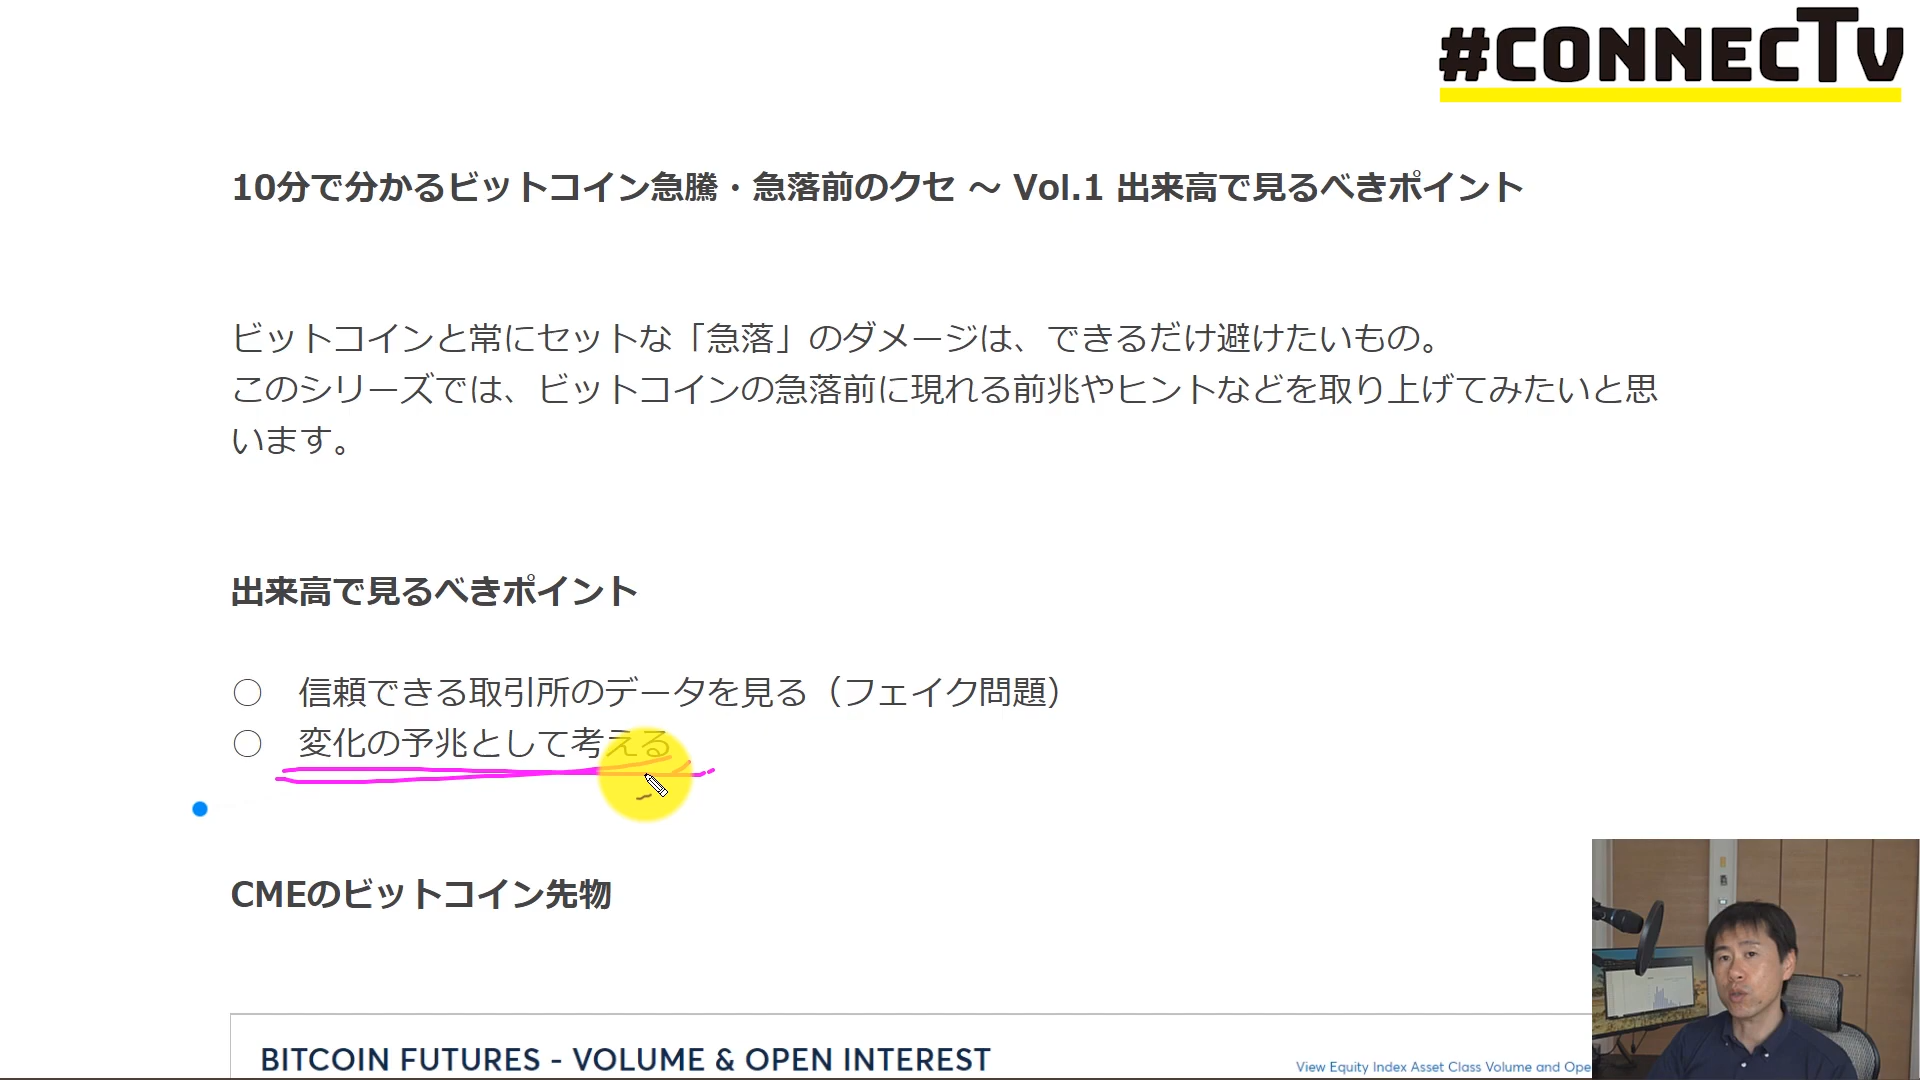 #CONNECTV
10分で分かるビットコイン急騰・急落前のクセ ～ Vol.1 出来高で見るべきポイント
ビットコインと常にセットな「急落」のダメージは、できるだけ避けたいもの。
このシリーズでは、ビットコインの急落前に現れる前兆やヒントなどを取り上げてみたいと思
います。
出来高で見るべきポイント
○ 信頼できる取引所のデータを見る（フェイク問題）
○ 変化の予兆として考える
CMEのビットコイン先物
BITCOIN FUTURES - VOLUME & OPEN INTEREST
View Equity Index Asset Class Volume and Ope